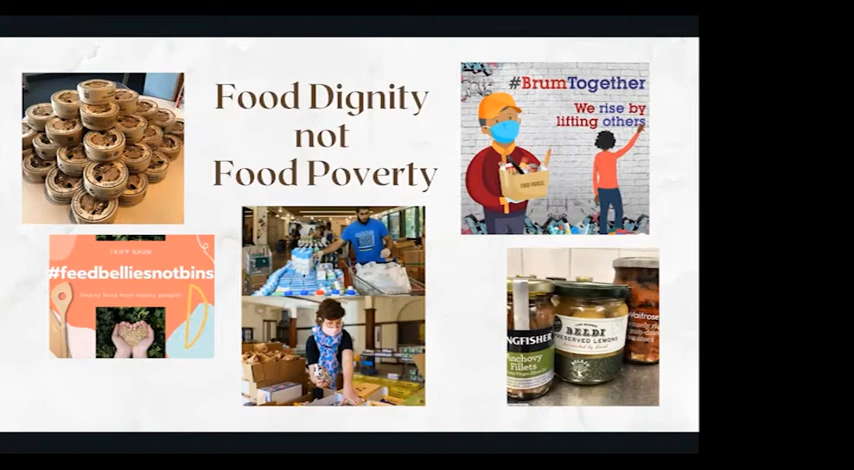 Food Dignity
not
Food Poverty
#BrumTogether
We rise by
lifting others
FOOD PARCEL
#feedbelliesnotbins
NGFISHER
Anchovy
Fillets
BELDI
PRESERVED LEMONS
Waitrose